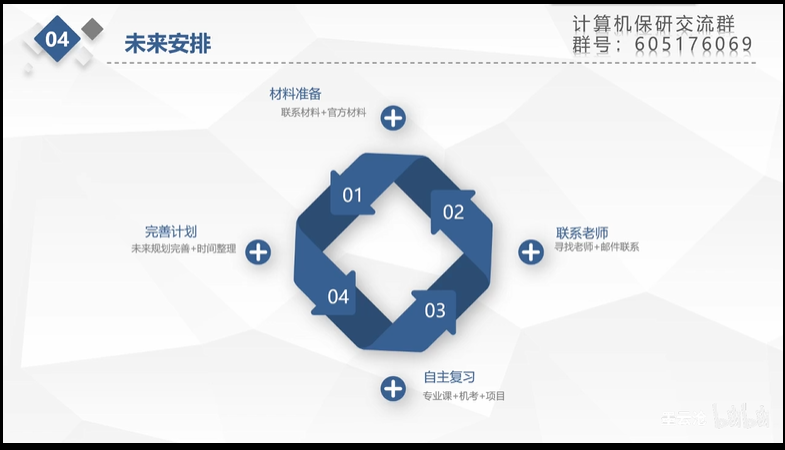 04
未来安排
计算机保研交流群
群号：605176069
材料准备
联系材料+官方材料
01
02
完善计划
未来规划完善+时间整理
联系老师
寻找老师+邮件联系
04
03
自主复习
专业课+机考+项目
bilibili